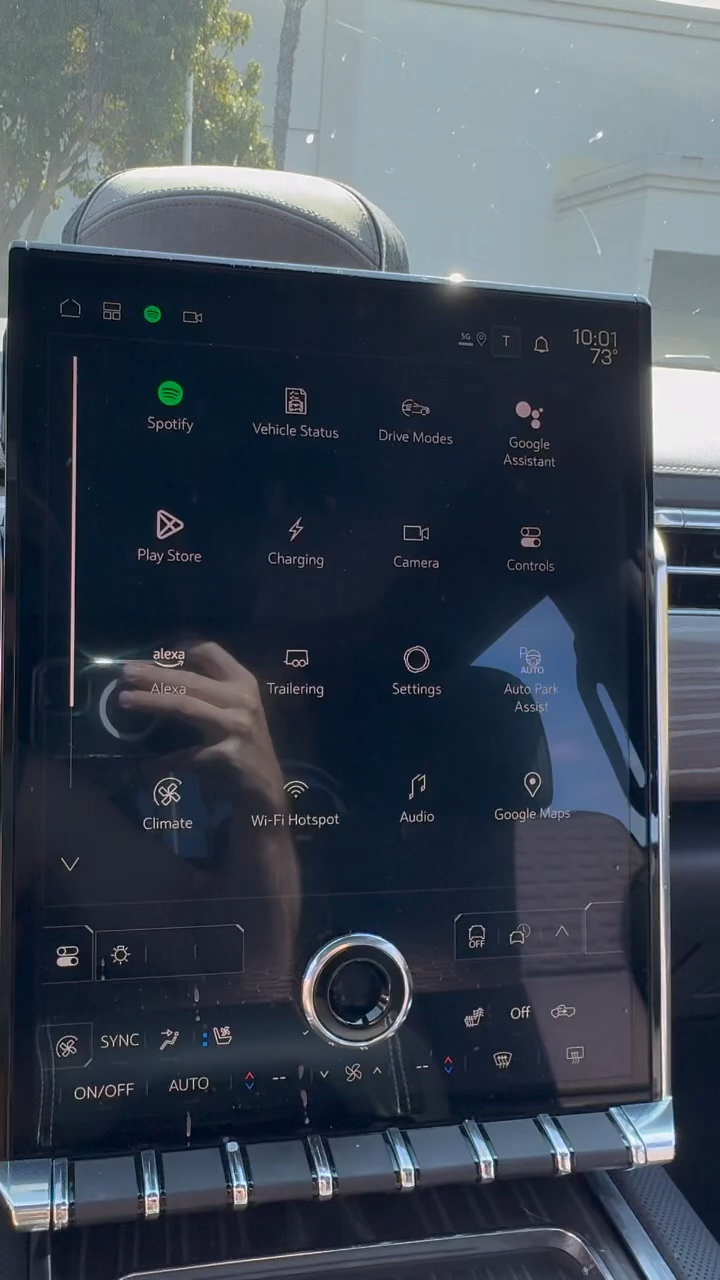 5G
T
10:01
73°
Spotify
Vehicle Status
Drive Modes
Google
Assistant
Play Store
Charging
Camera
Controls
alexa
Alexa
Trailering
Settings
P
AUTO
Auto Park
Assist
Climate
Wi-Fi Hotspot
Audio
Google Maps
OFF
SYNC
Off
ON/OFF
AUTO
--
--